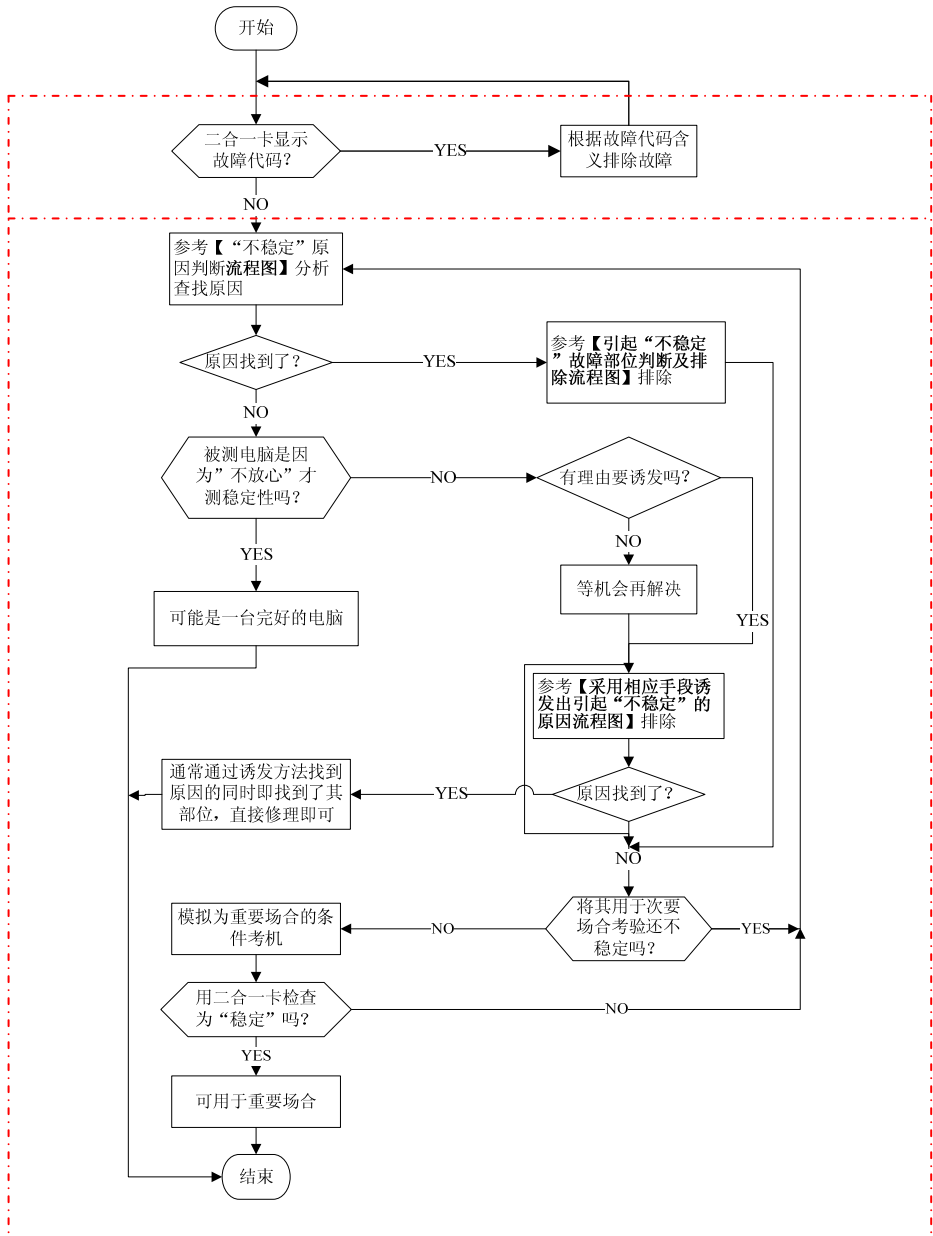 开始
二合一卡显示
故障代码？
YES
根据故障代码含
义排除故障
NO
参考【“不稳定”原
因判断流程图】分析
查找原因
原因找到了？
YES
参考【引起“不稳定
”故障部位判断及排
除流程图】排除
NO
被测电脑是因
为”不放心”才
测稳定性吗？
NO
有理由要诱发吗？
YES
NO
可能是一台完好的电脑
等机会再解决
YES
参考【采用相应手段诱
发出引起“不稳定”的
原因流程图】排除
通常通过诱发方法找到
原因的同时即找到了其
部位，直接修理即可
YES
原因找到了？
NO
模拟为重要场合的条
件考机
NO
将其用于次要
场合考验还不
稳定吗？
YES
用二合一卡检查
为“稳定”吗？
NO
YES
可用于重要场合
结束